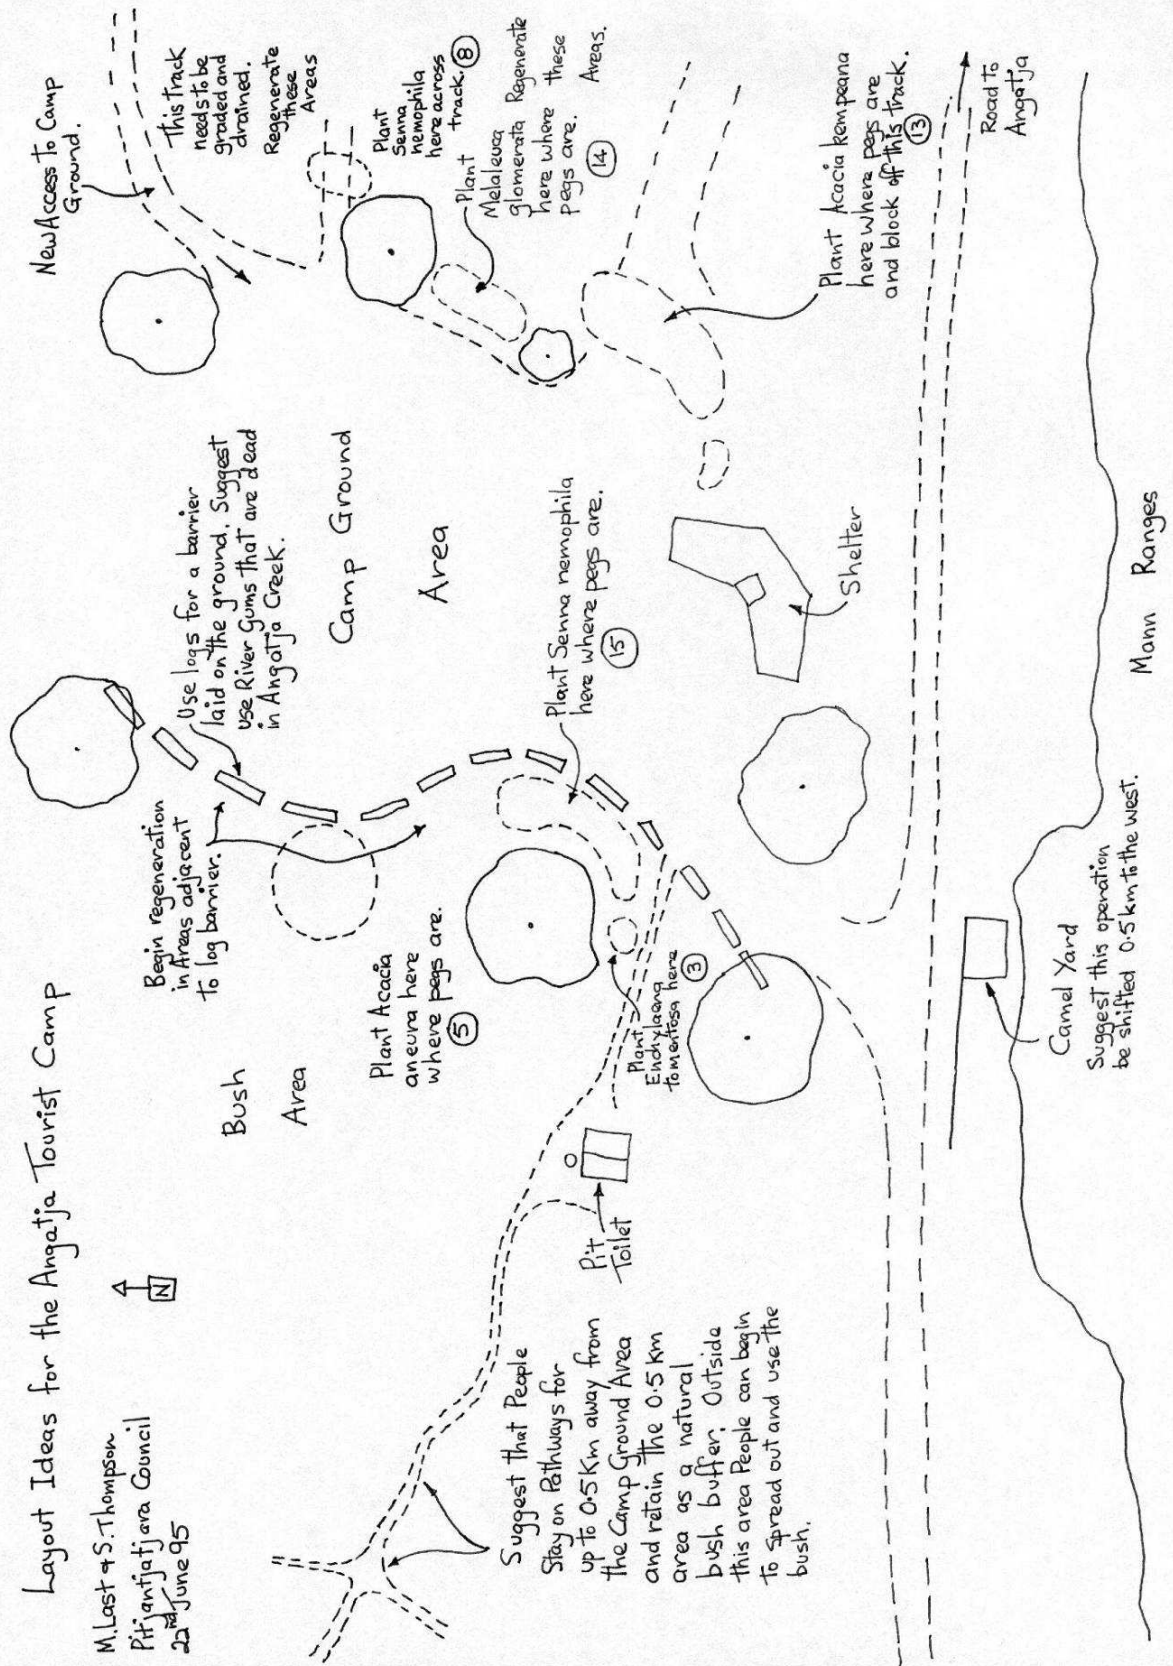 Layout Ideas for the Angatja Tourist Camp
M.Last & S.Thompson
Pitjantjatjara Council
22nd June 95
N
Suggest that People
Stay on Pathways for
up to 0.5Km away from
the Camp Ground Area
and retain the 0.5 Km
area as a natural
bush buffer. Outside
this area People can begin
to spread out and use the
bush.
Pit
Toilet
Bush
Area
Begin regeneration
in Areas adjacent
to log barrier.
Plant Acacia
aneura here
where pegs are.
5
Plant
Enchylaena
tomentosa here
3
Use logs for a barrier
laid on the ground. Suggest
use River Gums that are dead
in Angatja Creek.
Camp Ground
Area
Plant Senna nemophila
here where pegs are.
15
Shelter
New Access to Camp
Ground.
This track
needs to be
graded and
drained.
Regenerate
these
Areas
Plant
Senna
nemophila
here across
track. 8
Plant
Melaleuca
glomerata
here where
pegs are.
14
Regenerate
these
Areas.
Plant Acacia kempeana
here where pegs are
and block off this track.
13
Road to
Angatja
Camel Yard
Suggest this operation
be shifted 0.5 km to the west.
Mann Ranges